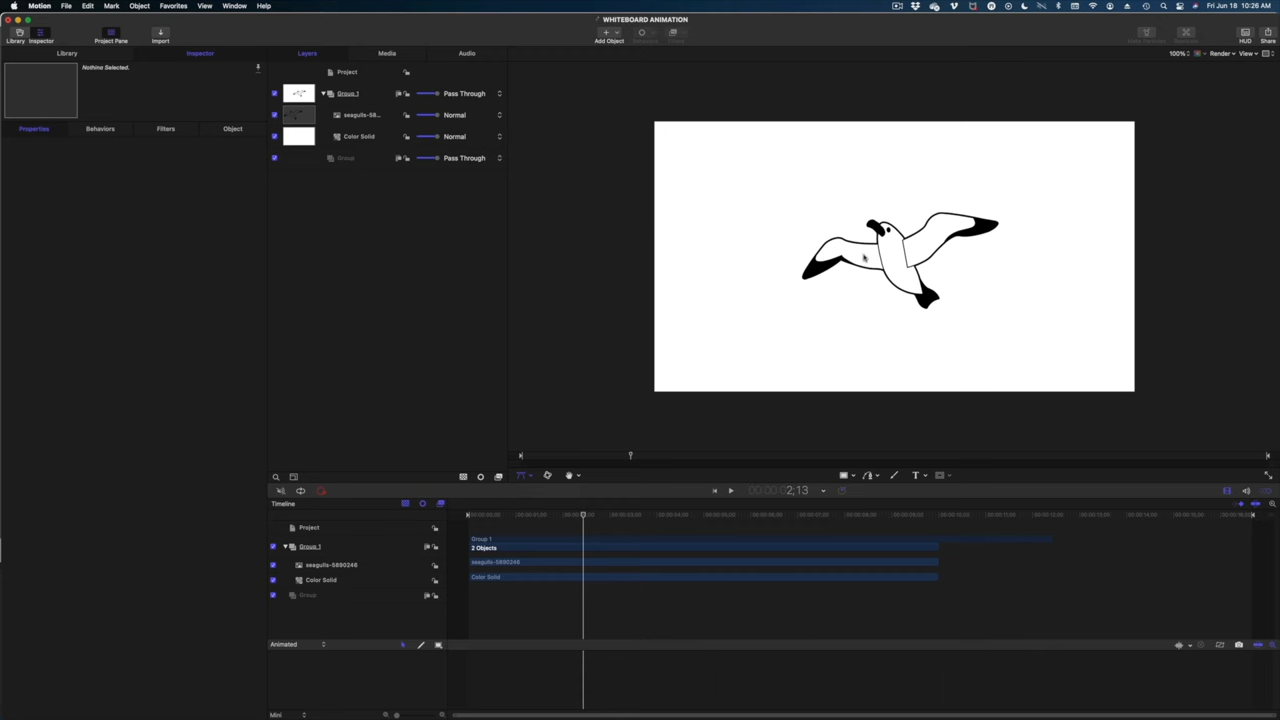 Motion File Edit Mark Object Favorites View Window Help Fri Jun 18 10:26 AM
WHITEBOARD ANIMATION
Library Inspector Project Pane Import Add Object HUD Share
Library Inspector Layers Media Audio 100% Render View
Nothing Selected.
Project
Group 1 Pass Through
seagulls-58... Normal
Properties Behaviors Filters Object
Color Solid Normal
Group Pass Through
T
2;13
Timeline
Project
Group 1
Group 1
2 Objects
seagulls-5890246
seagulls-5890246
Color Solid
Color Solid
Group
Animated
Mini